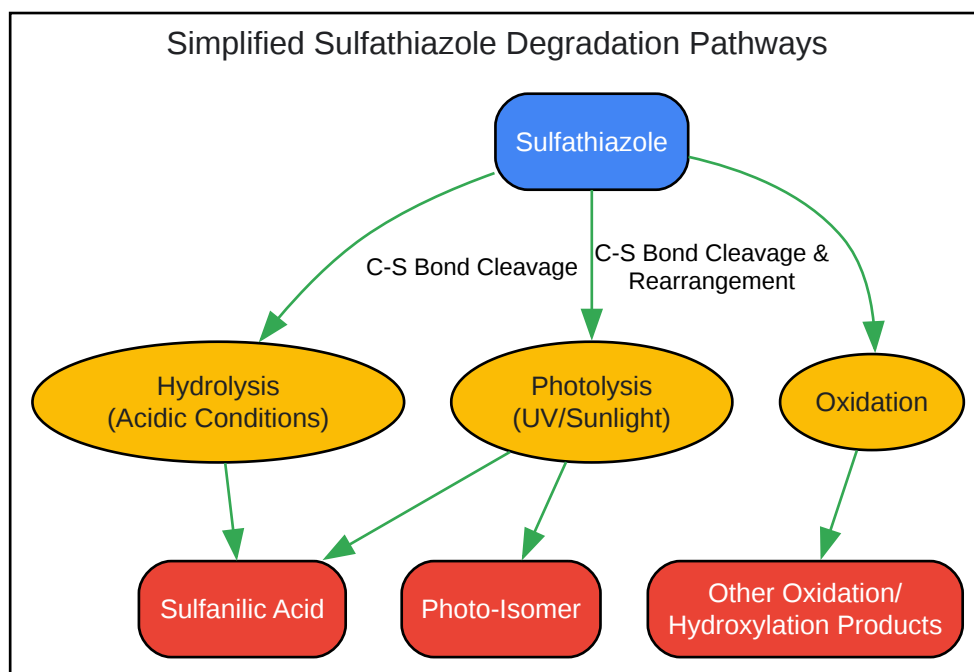 Simplified Sulfathiazole Degradation Pathways
Sulfathiazole
C-S Bond Cleavage
C-S Bond Cleavage &
Rearrangement
Hydrolysis
(Acidic Conditions)
Photolysis
(UV/Sunlight)
Oxidation
Sulfanilic Acid
Photo-Isomer
Other Oxidation/
Hydroxylation Products